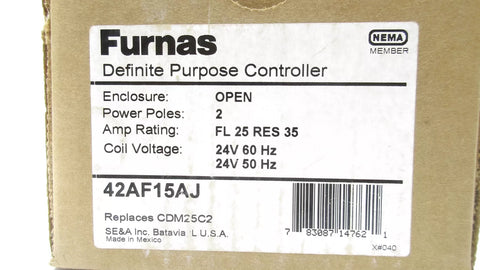 Furnas
NEMA
MEMBER
Definite Purpose Controller
Enclosure: OPEN
Power Poles: 2
Amp Rating: FL 25 RES 35
Coil Voltage: 24V 60 Hz
24V 50 Hz
42AF15AJ
Replaces CDM25C2
SE&A Inc. Batavia IL U.S.A.
Made in Mexico
7 83087 14762 1
X#040